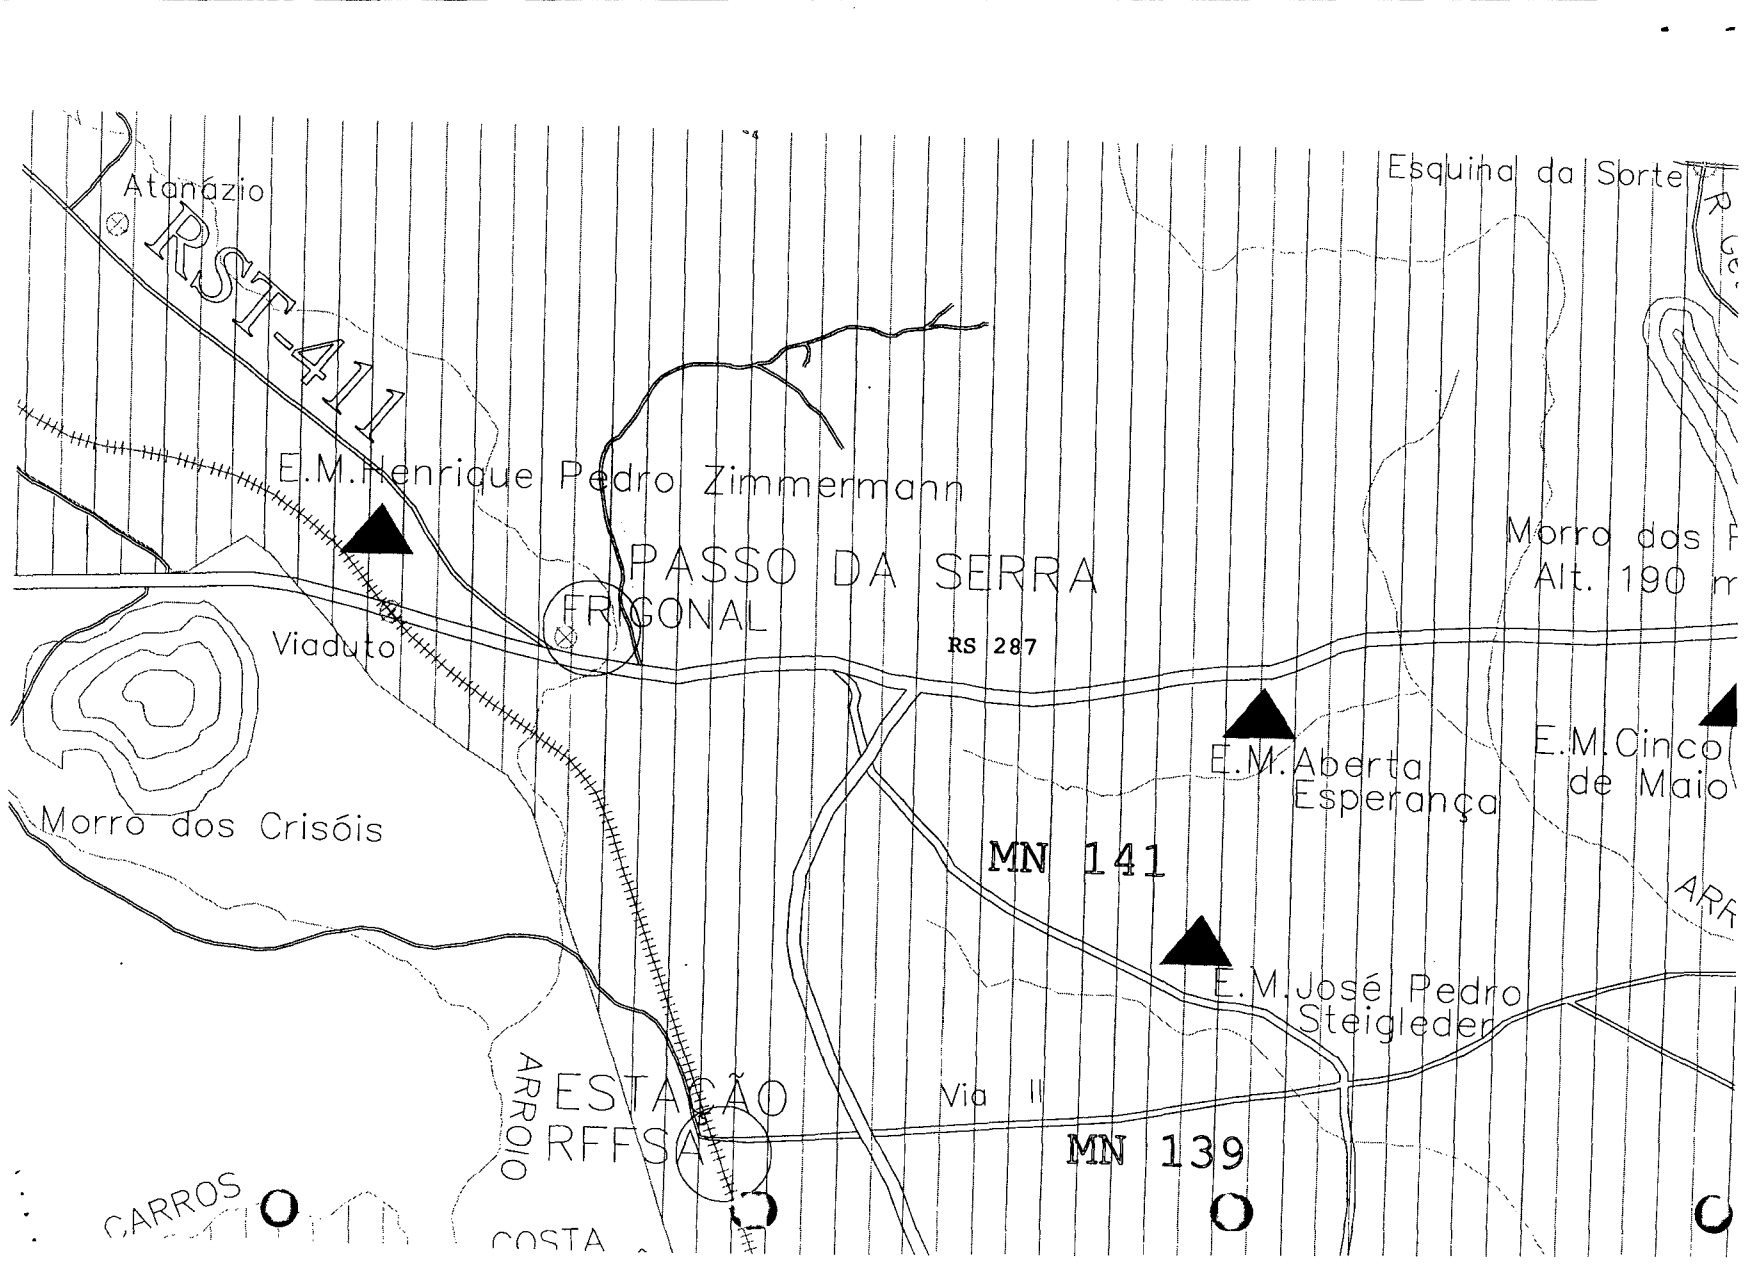 Esquina da Sorte
Atanázio
RST-411
E.M.Henrique Pedro Zimmermann
PASSO DA SERRA
FRIGONAL
Morro dos
Alt. 190 m
Viaduto
RS 287
E.M.Aberta
Esperança
E.M.Cinco
de Maio
Morro dos Crisóis
MN 141
ARR
E.M.José Pedro
Steigleder
ARROIO
ESTAÇÃO
RFFSA
Via II
MN 139
CARROS
COSTA